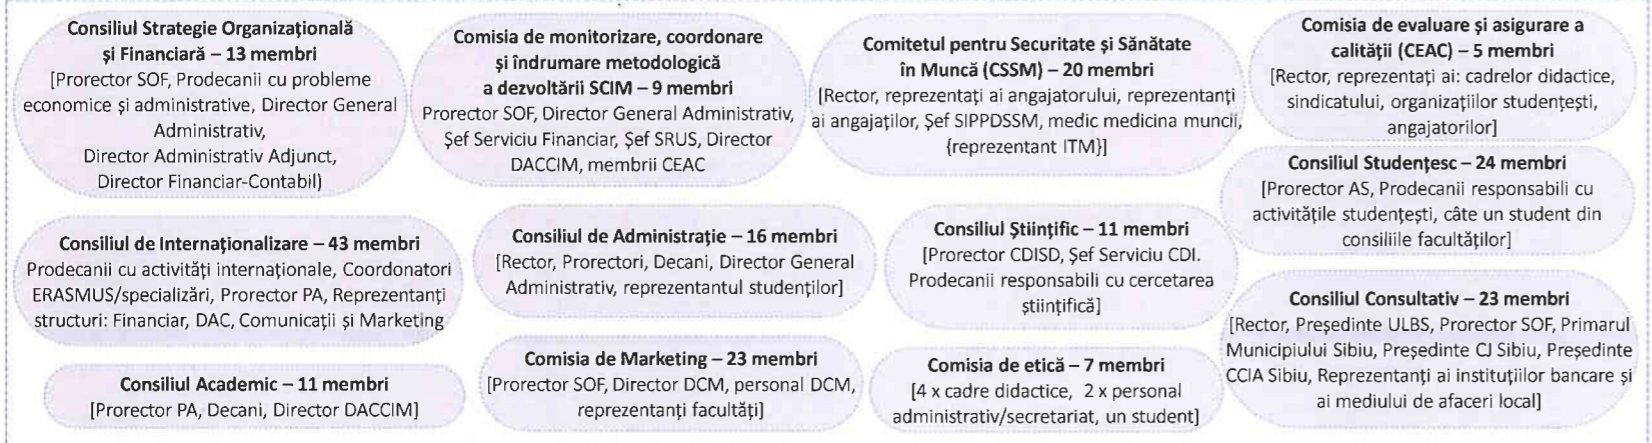 Consiliul Strategie Organizațională
și Financiară – 13 membri
[Prorector SOF, Prodecanii cu probleme
economice și administrative, Director General
Administrativ,
Director Administrativ Adjunct,
Director Financiar-Contabil)
Comisia de monitorizare, coordonare
și îndrumare metodologică
a dezvoltării SCIM – 9 membri
Prorector SOF, Director General Administrativ,
Șef Serviciu Financiar, Șef SRUS, Director
DACCIM, membrii CEAC
Comitetul pentru Securitate și Sănătate
în Muncă (CSSM) – 20 membri
[Rector, reprezentați ai angajatorului, reprezentanți
ai angajaților, Șef SIPPDSSM, medic medicina muncii,
{reprezentant ITM}]
Comisia de evaluare și asigurare a
calității (CEAC) – 5 membri
[Rector, reprezentați ai: cadrelor didactice,
sindicatului, organizațiilor studențești,
angajatorilor]
Consiliul Studențesc – 24 membri
[Prorector AS, Prodecanii responsabili cu
activitățile studențești, câte un student din
consiliile facultăților]
Consiliul de Internaționalizare – 43 membri
Prodecanii cu activități internaționale, Coordonatori
ERASMUS/specializări, Prorector PA, Reprezentanți
structuri: Financiar, DAC, Comunicații și Marketing
Consiliul de Administrație – 16 membri
[Rector, Prorectori, Decani, Director General
Administrativ, reprezentantul studenților]
Consiliul Științific – 11 membri
[Prorector CDISD, Șef Serviciu CDI.
Prodecanii responsabili cu cercetarea
științifică]
Consiliul Consultativ – 23 membri
[Rector, Președinte ULBS, Prorector SOF, Primarul
Municipiului Sibiu, Președinte CJ Sibiu, Președinte
CCIA Sibiu, Reprezentanți ai instituțiilor bancare și
ai mediului de afaceri local]
Consiliul Academic – 11 membri
[Prorector PA, Decani, Director DACCIM]
Comisia de Marketing – 23 membri
[Prorector SOF, Director DCM, personal DCM,
reprezentanți facultăți]
Comisia de etică – 7 membri
[4 x cadre didactice, 2 x personal
administrativ/secretariat, un student]